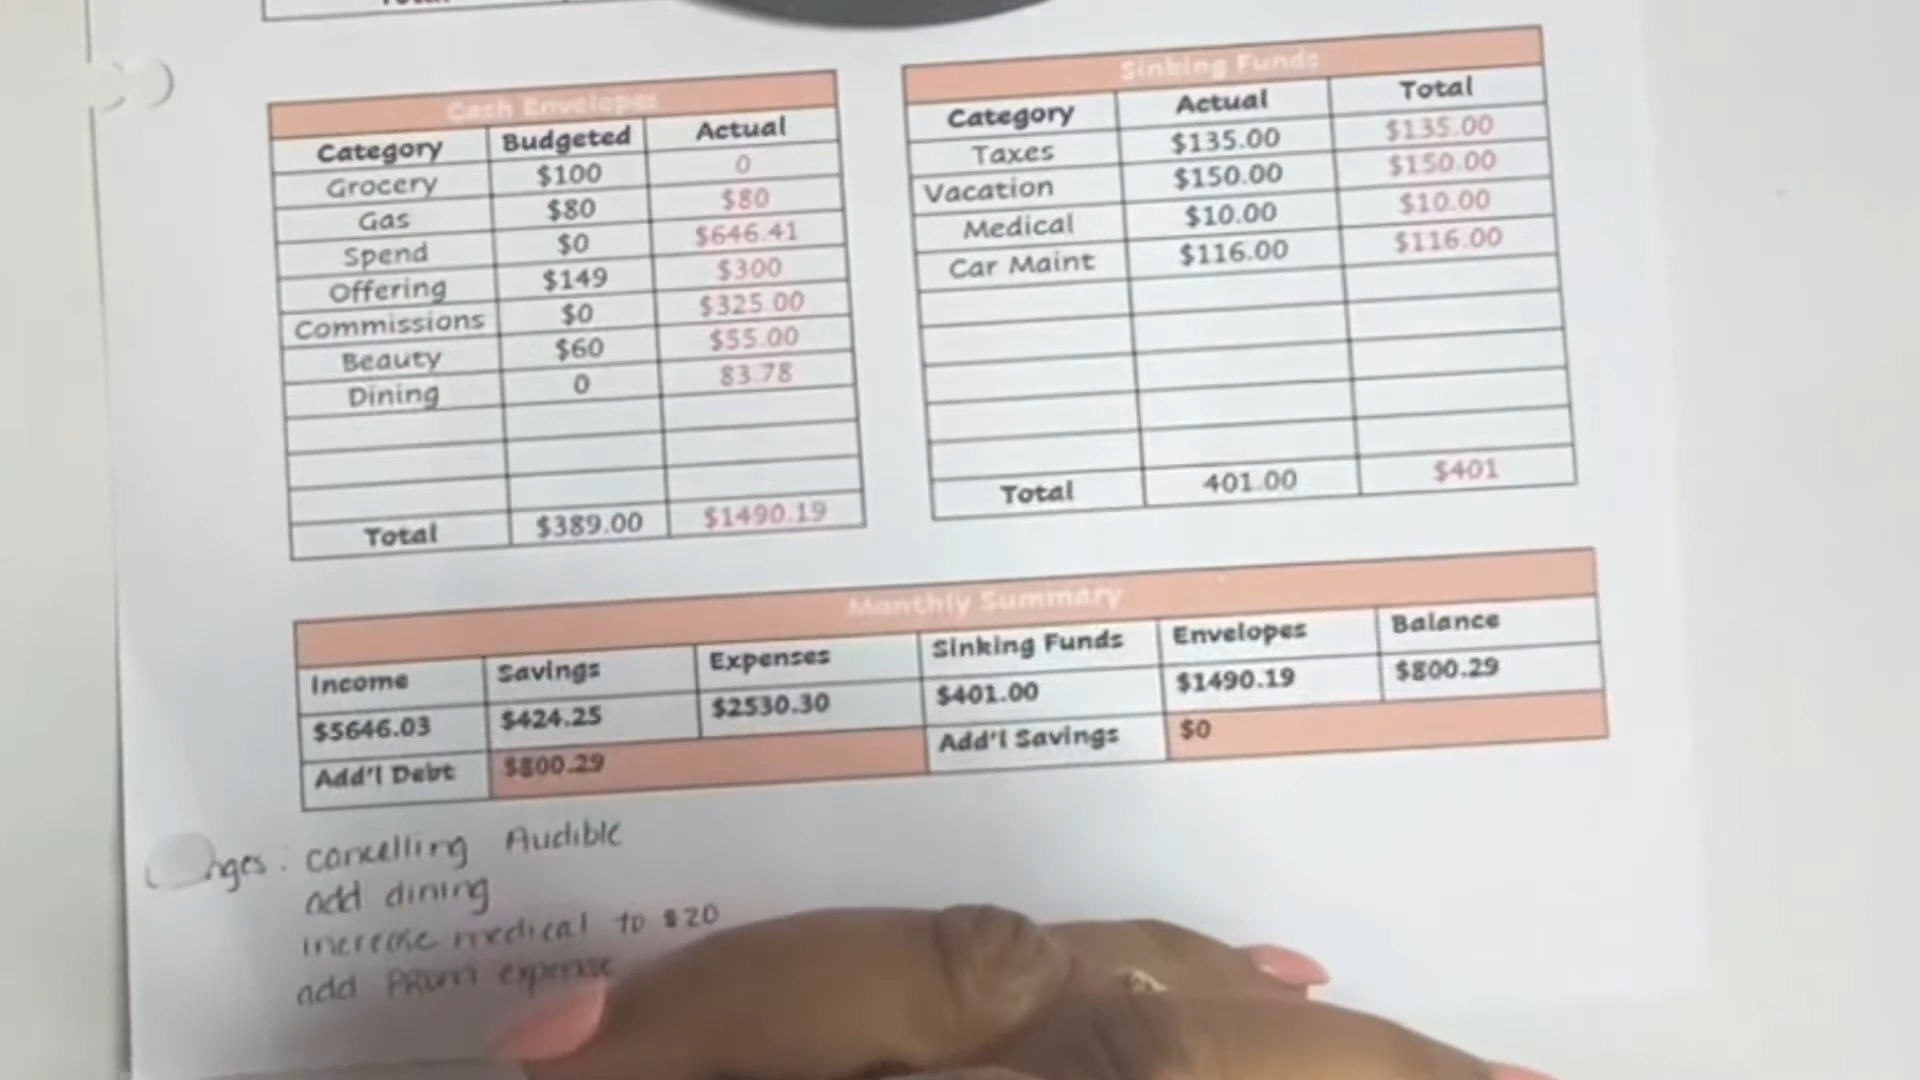 Cash Envelopes
Category Budgeted Actual
Grocery $100 0
Gas $80 $80
Spend $0 $646.41
Offering $149 $300
Commissions $0 $325.00
Beauty $60 $55.00
Dining 0 83.78
Total $389.00 $1490.19
Sinking Funds
Category Actual Total
Taxes $135.00 $135.00
Vacation $150.00 $150.00
Medical $10.00 $10.00
Car Maint $116.00 $116.00
Total 401.00 $401
Monthly Summary
Income Savings Expenses Sinking Funds Envelopes Balance
$5646.03 $424.25 $2530.30 $401.00 $1490.19 $800.29
Add'l Debt $800.29 Add'l Savings $0
cancelling Audible
add dining
increase medical to $20
add PRom expense